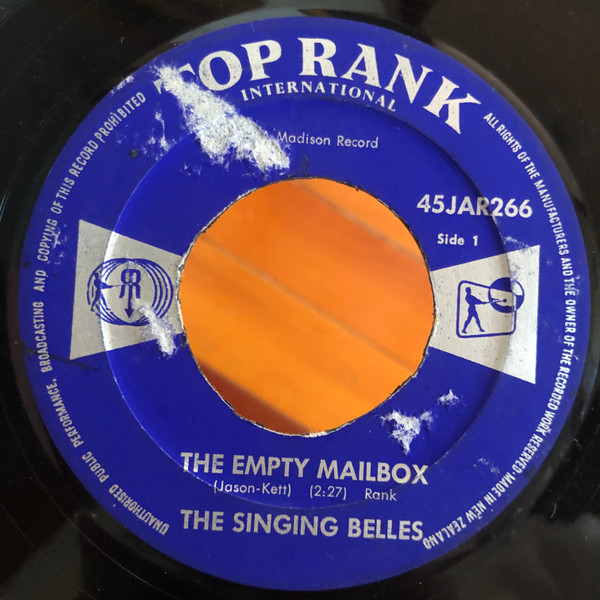 TOP RANK
INTERNATIONAL
Madison Record
45JAR266
Side 1
THE EMPTY MAILBOX
(Jason-Kett) (2:27) Rank
THE SINGING BELLES
UNAUTHORISED PUBLIC PERFORMANCE, BROADCASTING AND COPYING OF THIS RECORD PROHIBITED
ALL RIGHTS OF THE MANUFACTURERS AND THE OWNER OF THE RECORDED WORK RESERVED MADE IN NEW ZEALAND